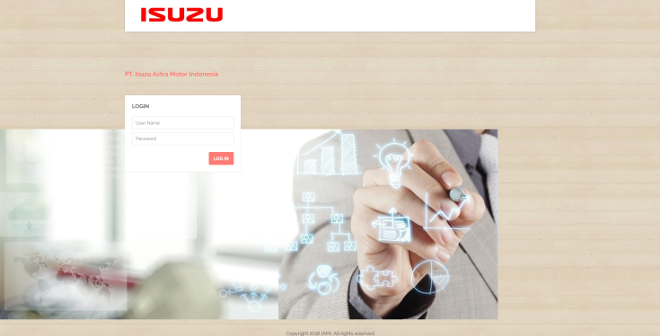 ISUZU
PT. Isuzu Astra Motor Indonesia
LOGIN
User Name
Password
LOG IN
Copyright 2016 IAMI. All rights reserved